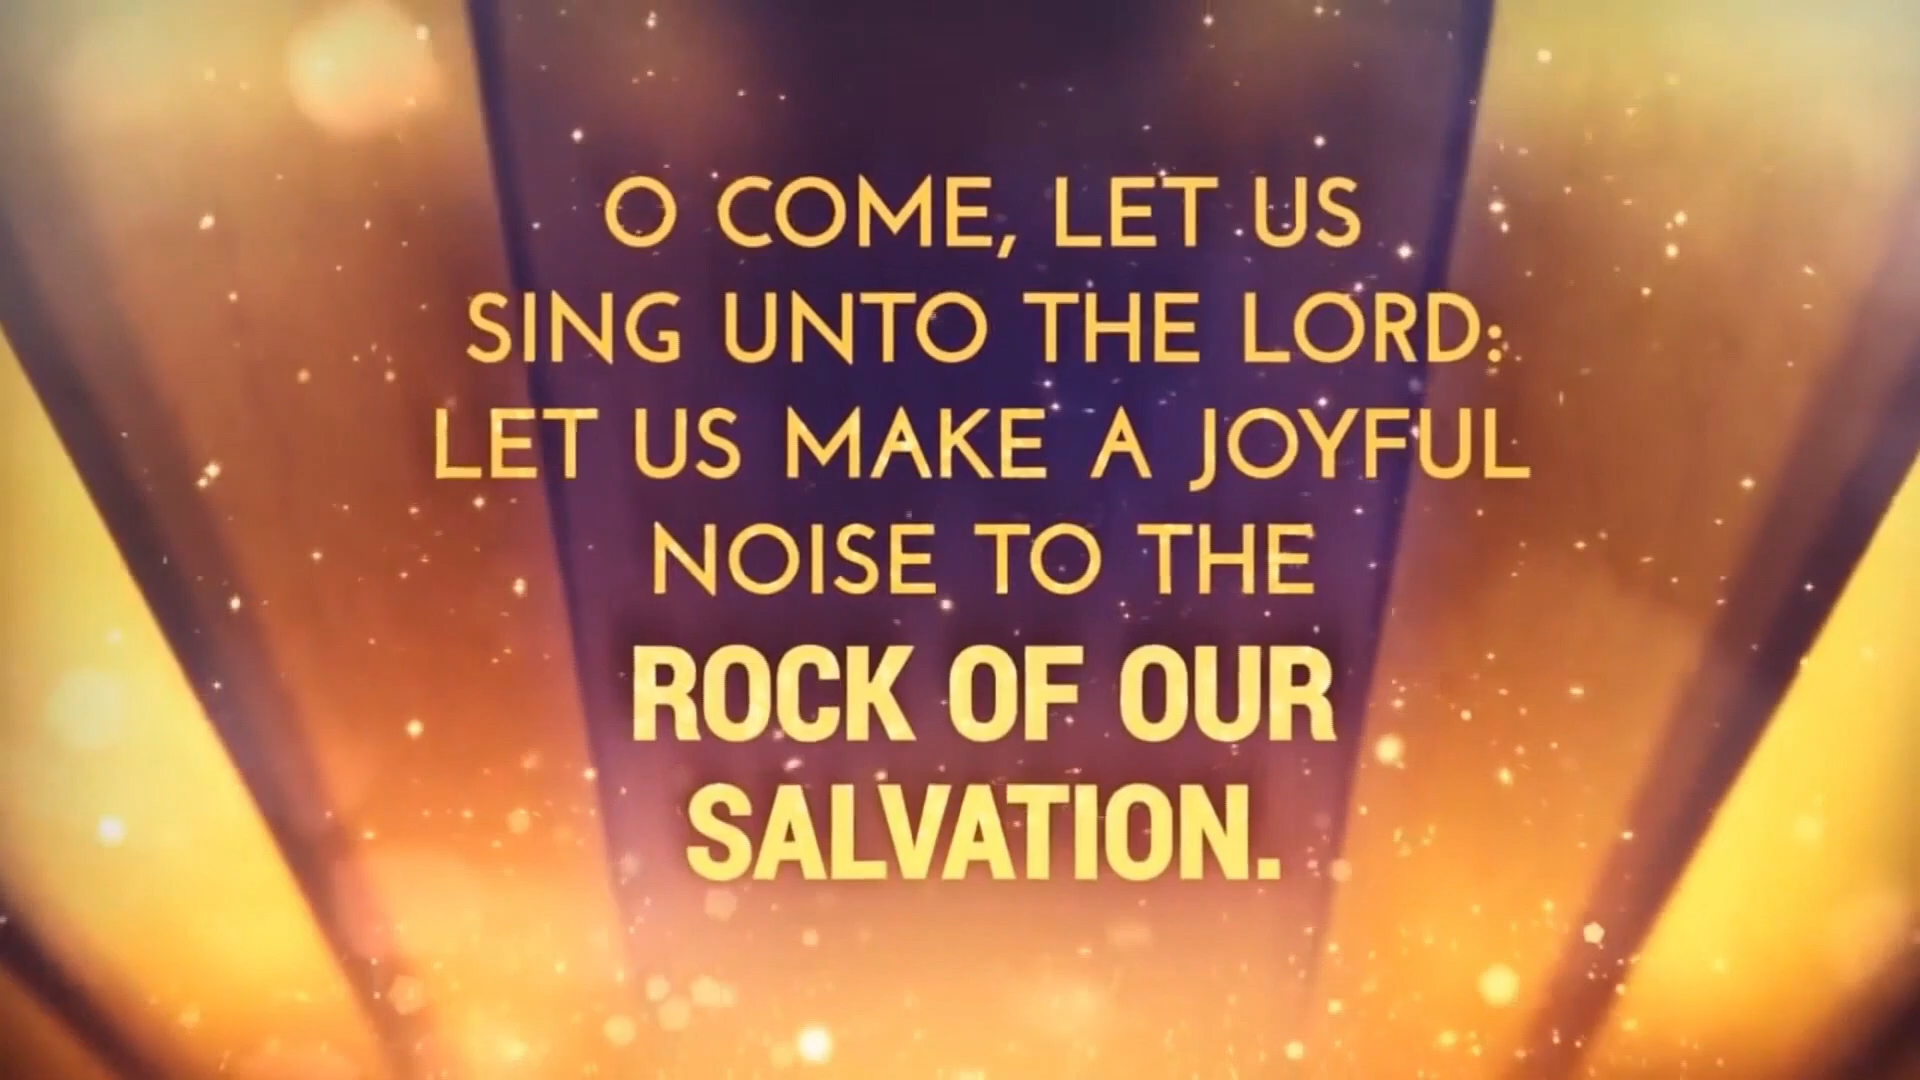 O COME, LET US
SING UNTO THE LORD:
LET US MAKE A JOYFUL
NOISE TO THE
ROCK OF OUR
SALVATION.